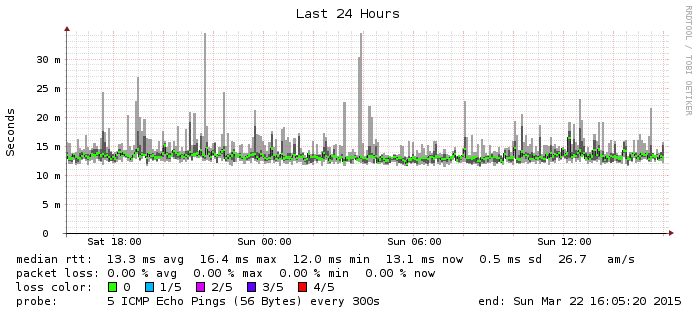 Last 24 Hours
RRDTOOL / TOBI OETIKER
Seconds
30 m
25 m
20 m
15 m
10 m
5 m
0
Sat 18:00 Sun 00:00 Sun 06:00 Sun 12:00
median rtt: 13.3 ms avg 16.4 ms max 12.0 ms min 13.1 ms now 0.5 ms sd 26.7 am/s
packet loss: 0.00 % avg 0.00 % max 0.00 % min 0.00 % now
loss color: 0 1/5 2/5 3/5 4/5
probe: 5 ICMP Echo Pings (56 Bytes) every 300s end: Sun Mar 22 16:05:20 2015